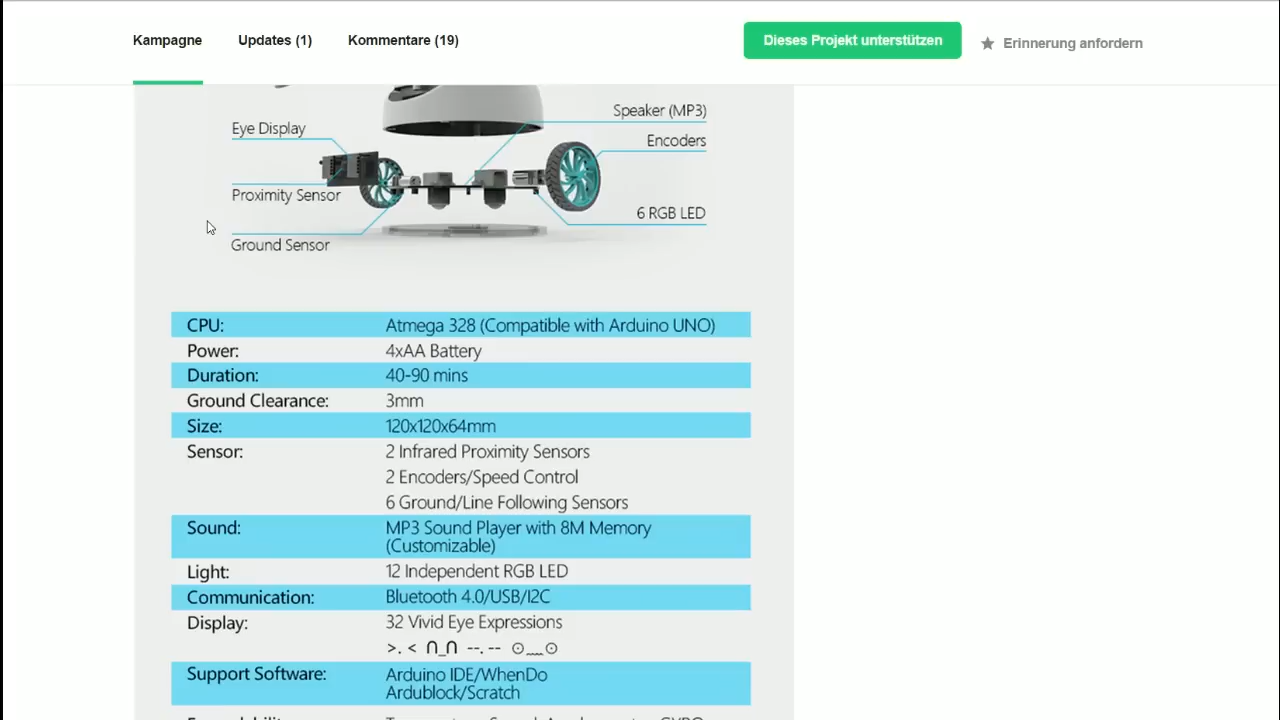 Kampagne
Updates (1)
Kommentare (19)
Dieses Projekt unterstützen
Erinnerung anfordern
Speaker (MP3)
Eye Display
Encoders
Proximity Sensor
6 RGB LED
Ground Sensor
CPU: Atmega 328 (Compatible with Arduino UNO)
Power: 4xAA Battery
Duration: 40-90 mins
Ground Clearance: 3mm
Size: 120x120x64mm
Sensor: 2 Infrared Proximity Sensors
2 Encoders/Speed Control
6 Ground/Line Following Sensors
Sound: MP3 Sound Player with 8M Memory
(Customizable)
Light: 12 Independent RGB LED
Communication: Bluetooth 4.0/USB/I2C
Display: 32 Vivid Eye Expressions
>. < ᑎ_ᑎ --. -- ⊙﹏⊙
Support Software: Arduino IDE/WhenDo
Ardublock/Scratch